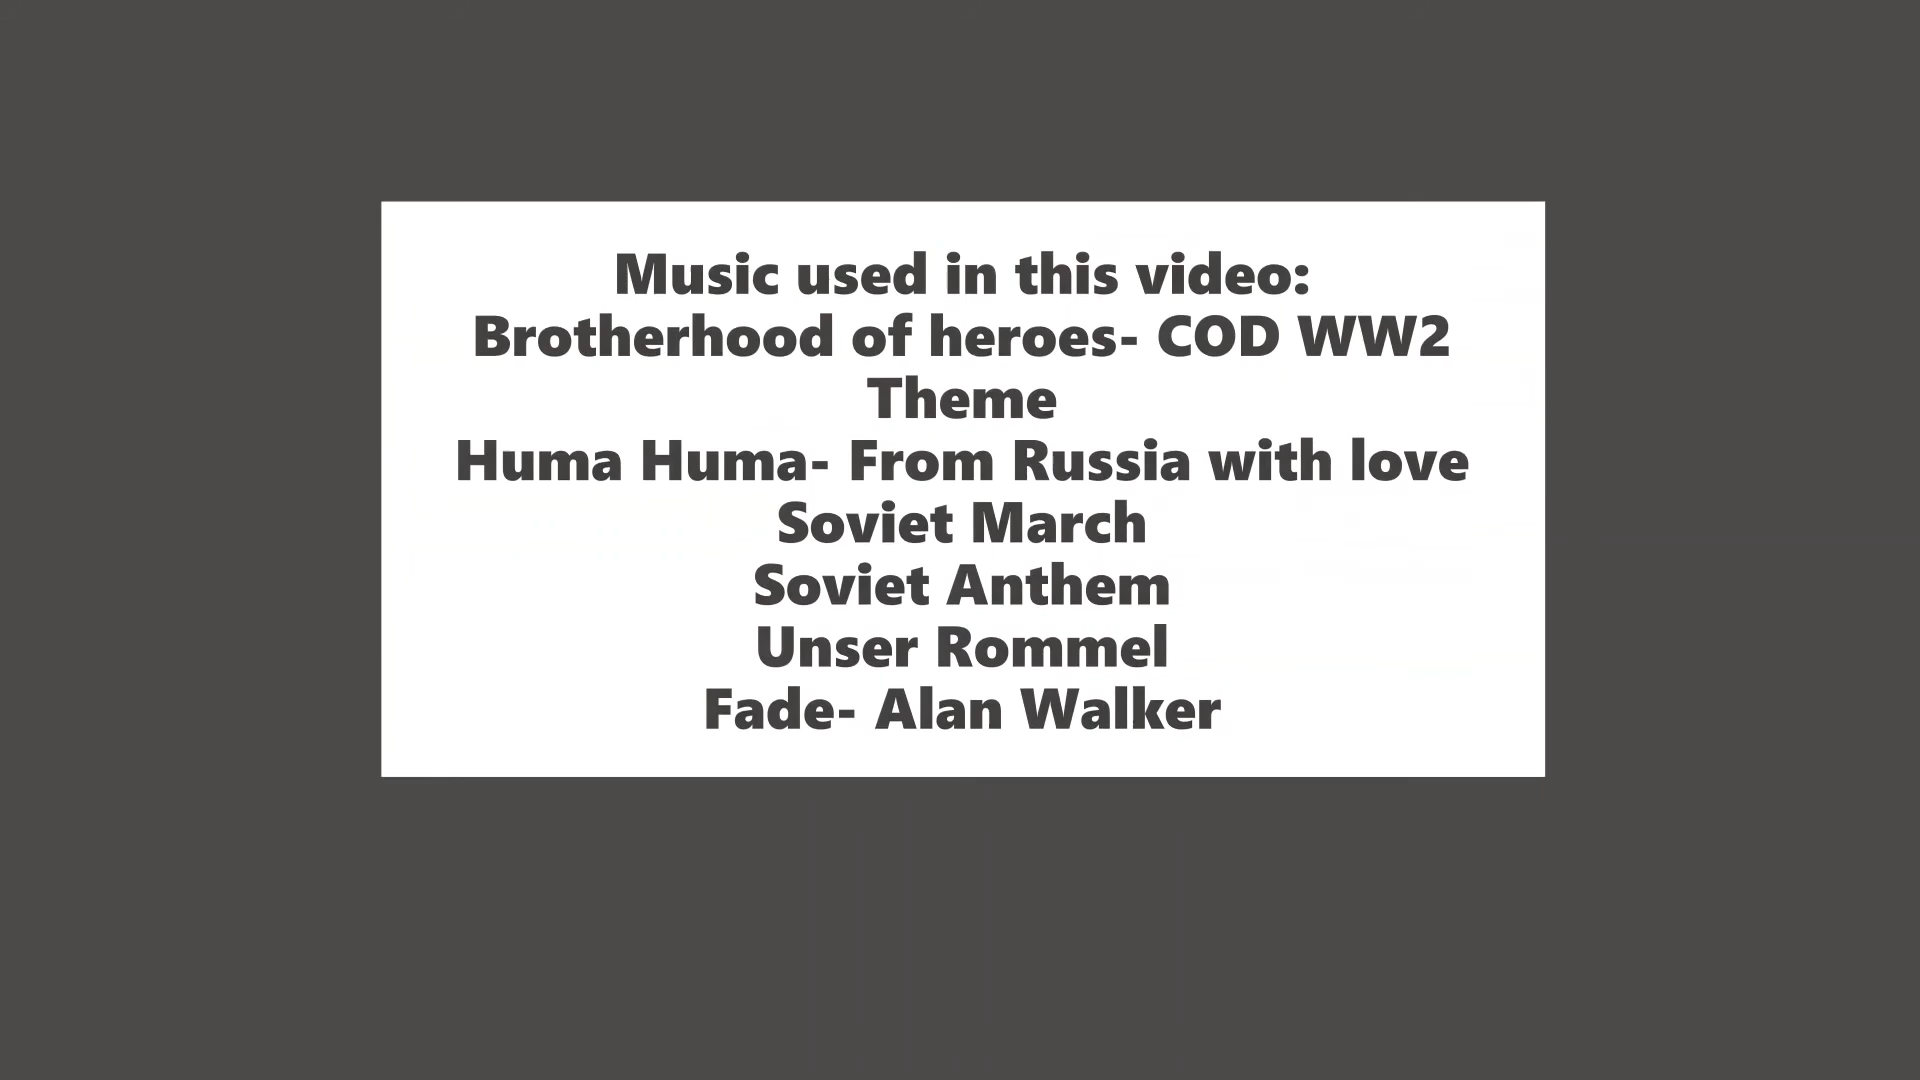 Music used in this video:
Brotherhood of heroes- COD WW2
Theme
Huma Huma- From Russia with love
Soviet March
Soviet Anthem
Unser Rommel
Fade- Alan Walker